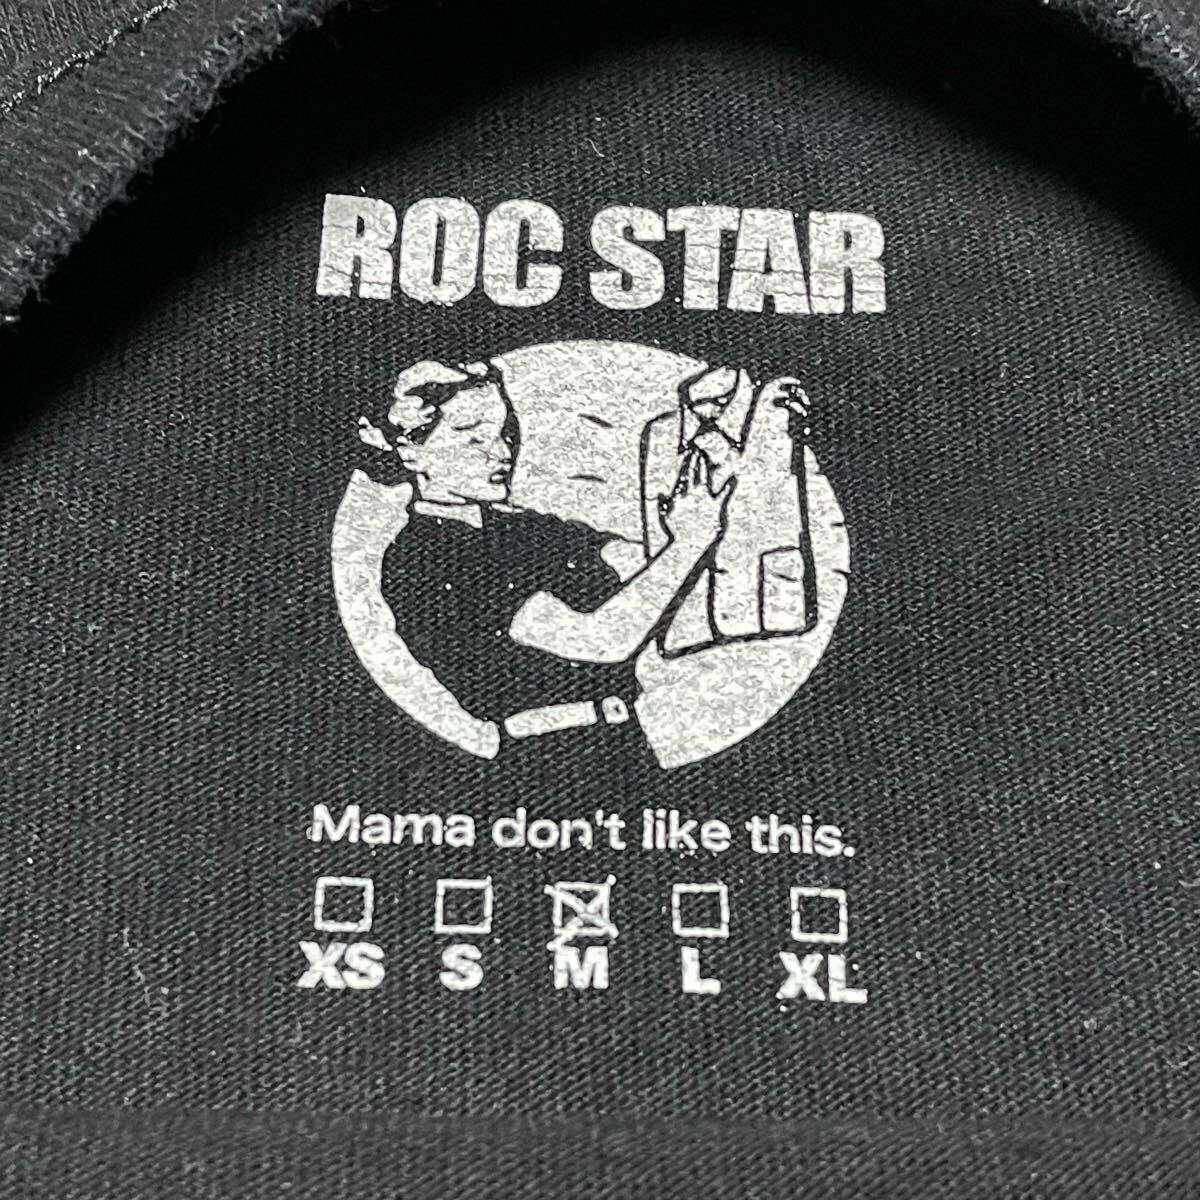 ROC STAR
Mama don't like this.
XS S M L XL